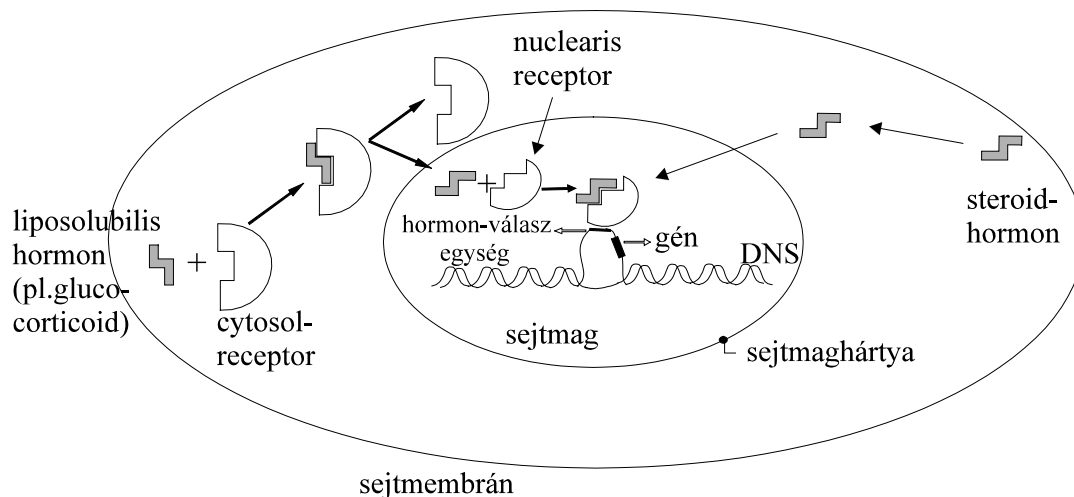 nuclearis
receptor
liposolubilis
hormon
(pl.gluco-
corticoid)
+
cytosol-
receptor
+
hormon-válasz
egység
gén
DNS
steroid-
hormon
sejtmag
sejtmaghártya
sejtmembrán